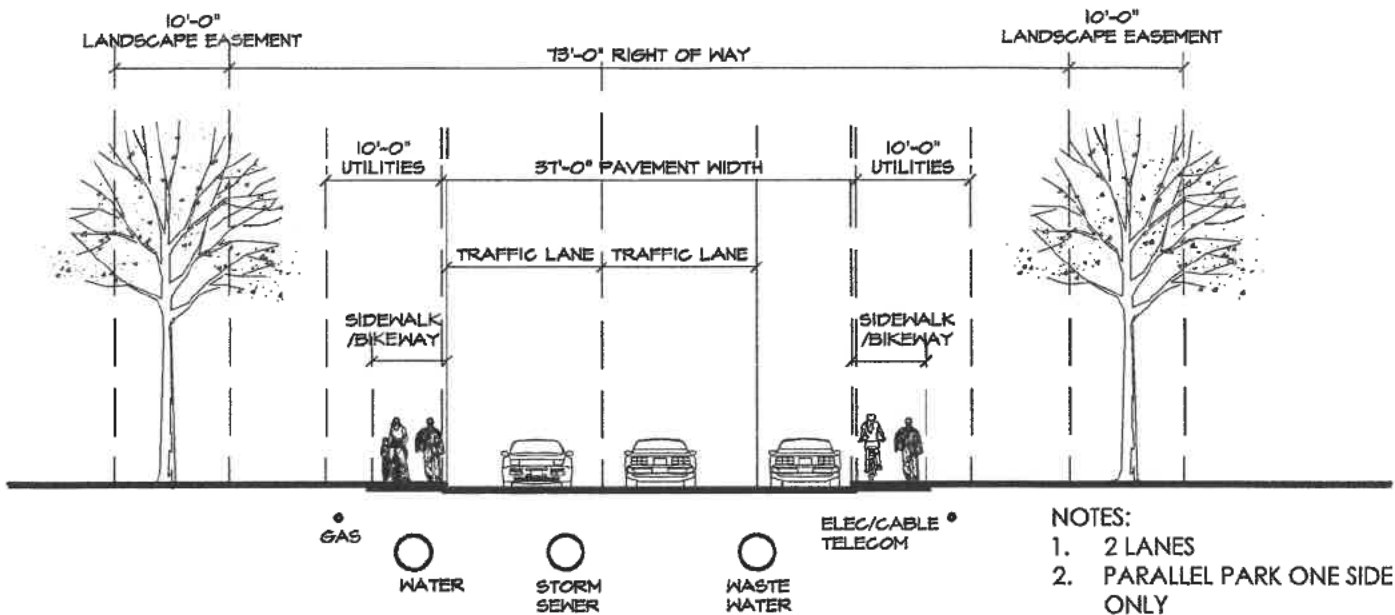 10'-0"
LANDSCAPE EASEMENT
10'-0"
LANDSCAPE EASEMENT
73'-0" RIGHT OF WAY
10'-0"
UTILITIES
37'-0" PAVEMENT WIDTH
10'-0"
UTILITIES
TRAFFIC LANE
TRAFFIC LANE
SIDEWALK
/BIKEWAY
SIDEWALK
/BIKEWAY
GAS
WATER
STORM
SEWER
WASTE
WATER
ELEC/CABLE
TELECOM
NOTES:
1. 2 LANES
2. PARALLEL PARK ONE SIDE
ONLY